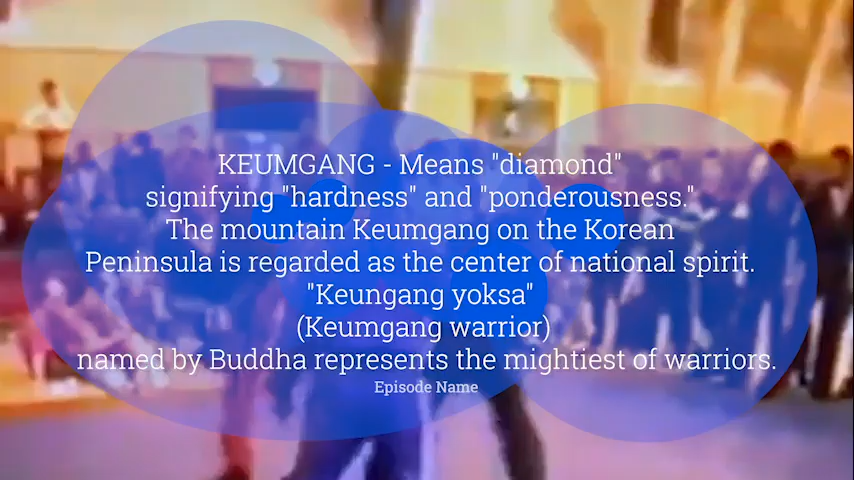 KEUMGANG - Means "diamond"
signifying "hardness" and "ponderousness."
The mountain Keumgang on the Korean
Peninsula is regarded as the center of national spirit.
"Keungang yoksa"
(Keumgang warrior)
named by Buddha represents the mightiest of warriors.
Episode Name